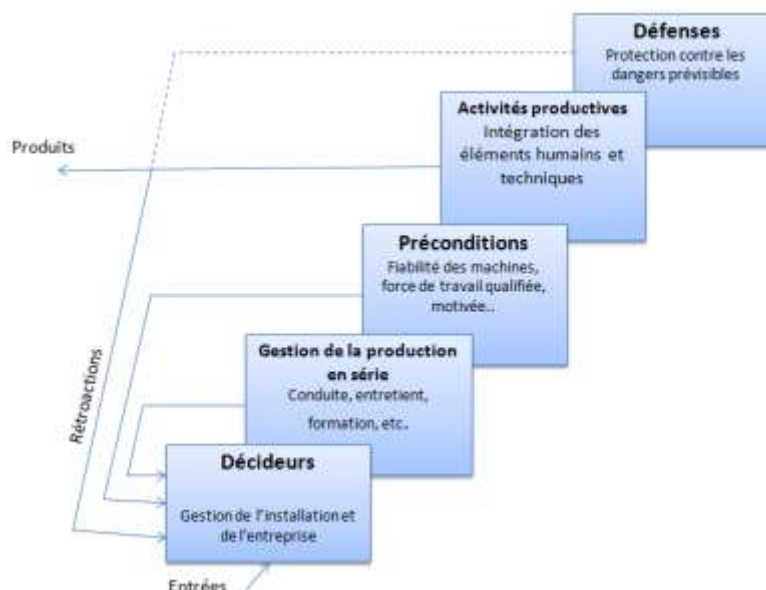 Défenses
Protection contre les
dangers prévisibles
Activités productives
Intégration des
éléments humains et
techniques
Produits
Préconditions
Fiabilité des machines,
force de travail qualifiée,
motivée..
Gestion de la production
en série
Conduite, entretient,
formation, etc.
Rétroactions
Décideurs
Gestion de l'installation et
de l'entreprise
Entrées